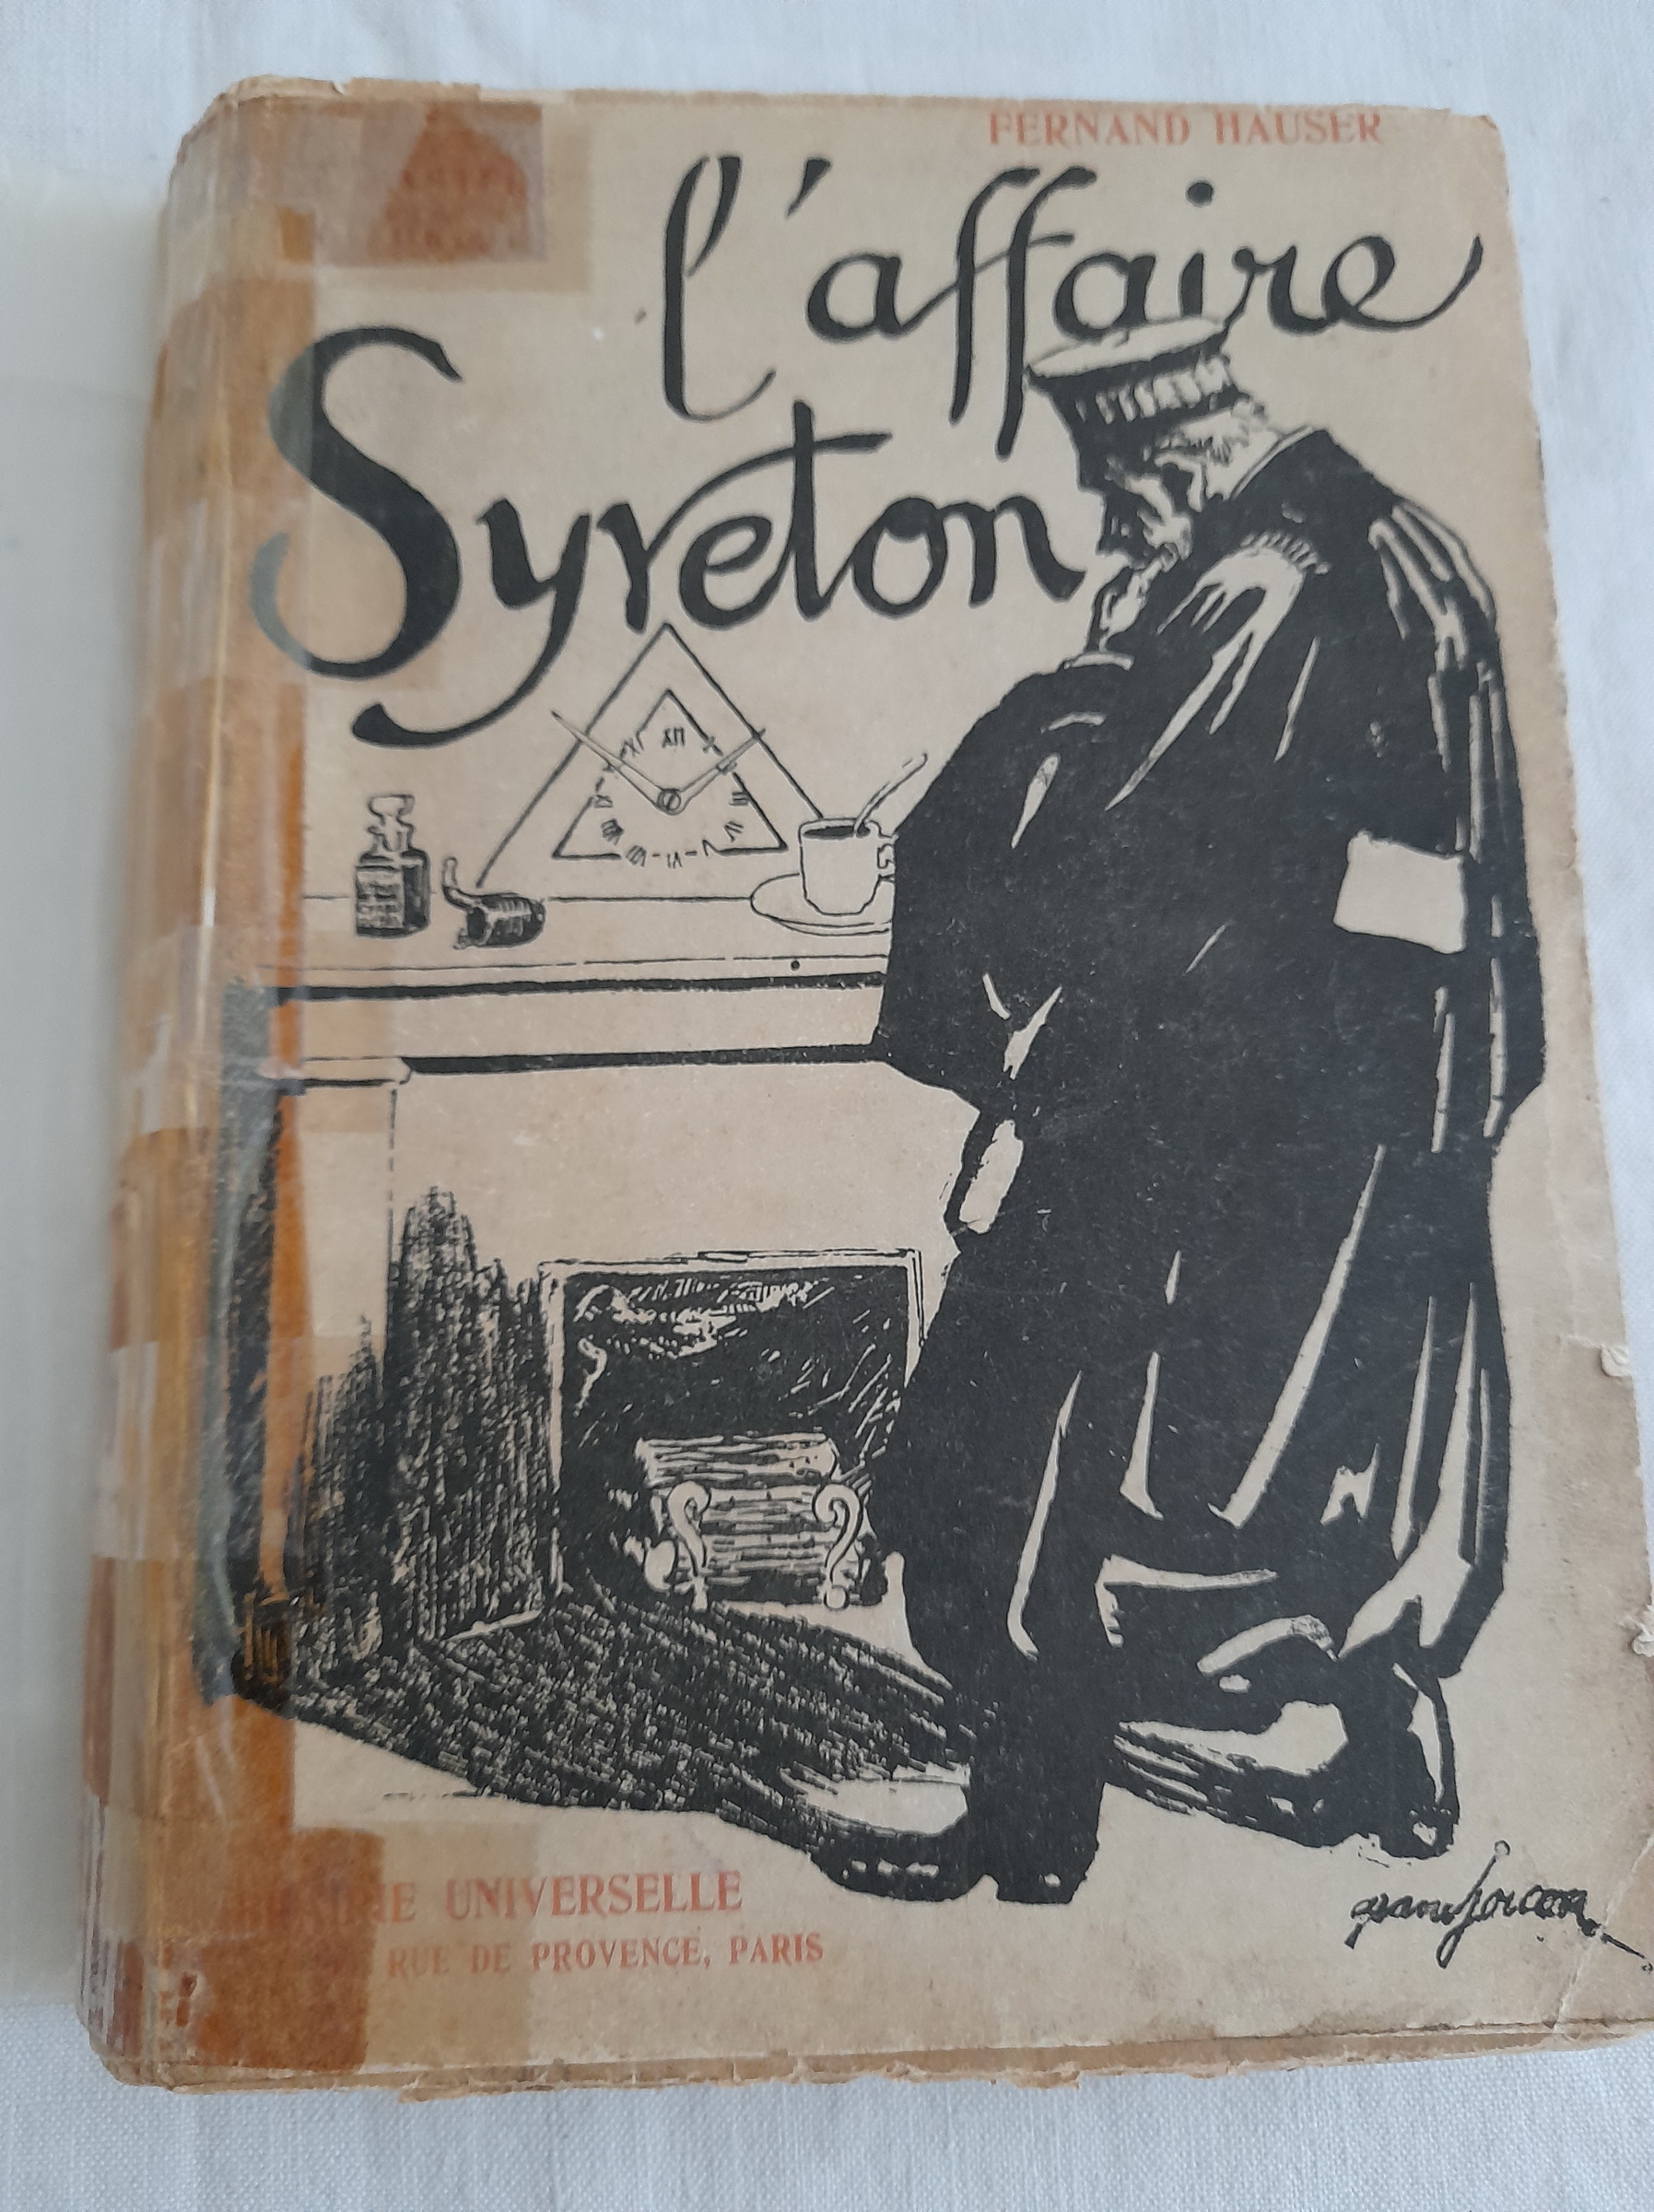 FERNAND HAUSER
l'affaire
Syveton
UNIVERSELLE
RUE DE PROVENCE, PARIS